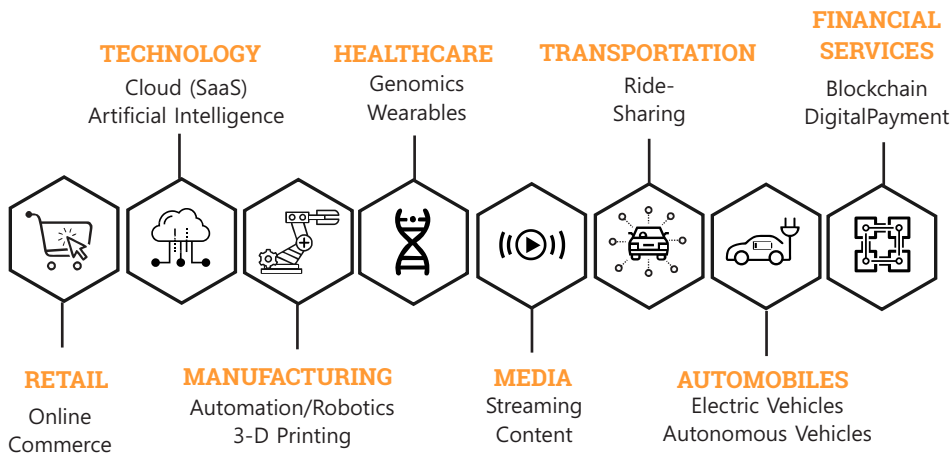 TECHNOLOGY
Cloud (SaaS)
Artificial Intelligence
HEALTHCARE
Genomics
Wearables
TRANSPORTATION
Ride-
Sharing
FINANCIAL
SERVICES
Blockchain
DigitalPayment
RETAIL
Online
Commerce
MANUFACTURING
Automation/Robotics
3-D Printing
MEDIA
Streaming
Content
AUTOMOBILES
Electric Vehicles
Autonomous Vehicles